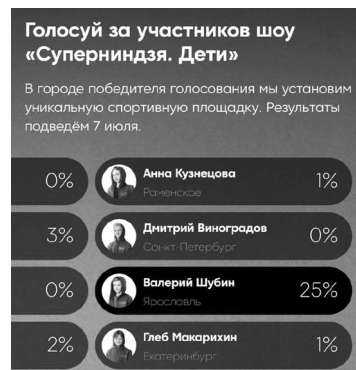 Голосуй за участников шоу
«Суперниндзя. Дети»
В городе победителя голосования мы установим
уникальную спортивную площадку. Результаты
подведём 7 июля.
0%
Анна Кузнецова
Раменское
1%
3%
Дмитрий Виноградов
Санкт-Петербург
0%
0%
Валерий Шубин
Ярославль
25%
2%
Глеб Макарихин
Екатеринбург
1%